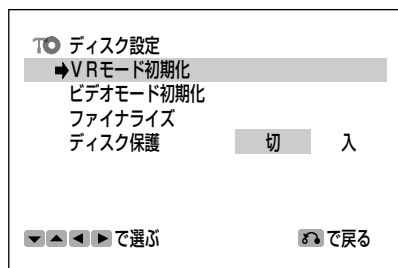 ディスク設定
➡VRモード初期化
ビデオモード初期化
ファイナライズ
ディスク保護 切 入
▼▲◀▶で選ぶ で戻る